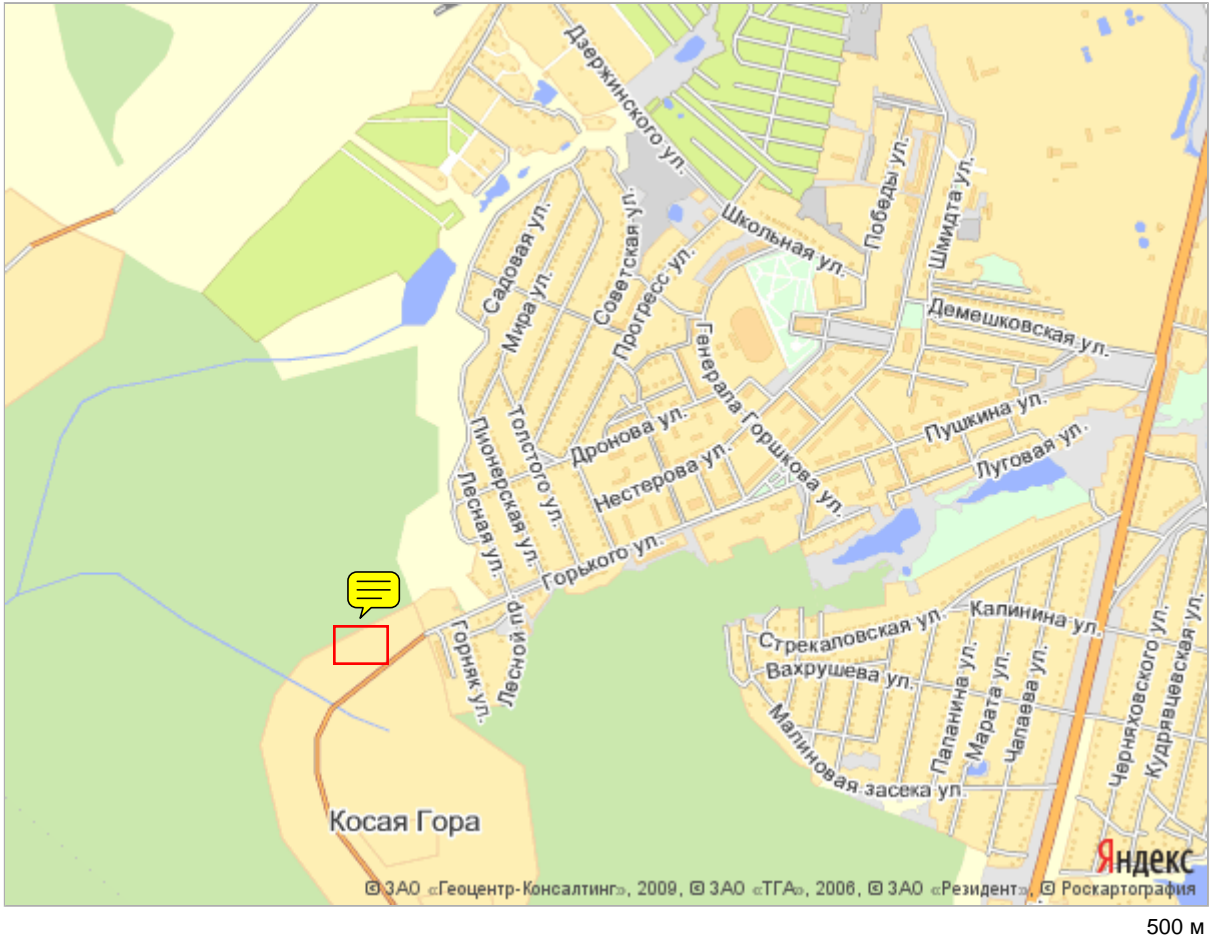 Дзержинского ул.
Школьная ул.
Победы ул.
Шмидта ул.
Садовая ул.
Мира ул.
Советская ул.
Прогресс ул.
Генерала Горшкова ул.
Демешковская ул.
Пушкина ул.
Луговая ул.
Толстого ул.
Дронова ул.
Нестерова ул.
Пионерская ул.
Лесная ул.
Горького ул.
Лесной пр.
Горняк ул.
Стрекаловская ул.
Калинина ул.
Вахрушева ул.
Малиновая засека ул.
Папанина ул.
Марата ул.
Чапаева ул.
Черняховского ул.
Кудрявцевская ул.
Косая Гора
Яндекс
© ЗАО «Геоцентр-Консалтинг», 2009, © ЗАО «ТГА», 2006, © ЗАО «Резидент», © Роскартография
500 м